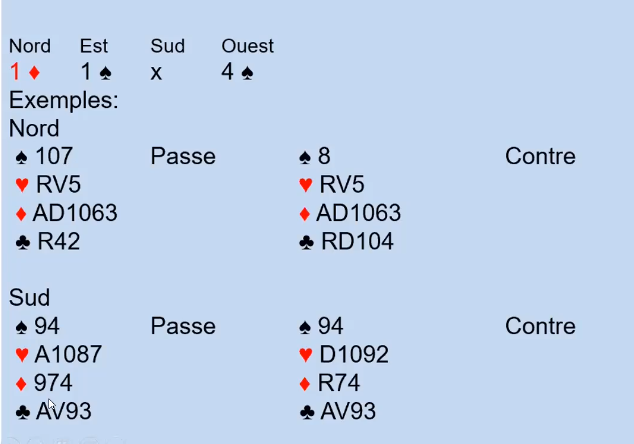 Nord Est Sud Ouest
1 ♦ 1 ♠ x 4 ♠
Exemples:
Nord
♠ 107 Passe ♠ 8 Contre
♥ RV5 ♥ RV5
♦ AD1063 ♦ AD1063
♣ R42 ♣ RD104
Sud
♠ 94 Passe ♠ 94 Contre
♥ A1087 ♥ D1092
♦ 974 ♦ R74
♣ AV93 ♣ AV93